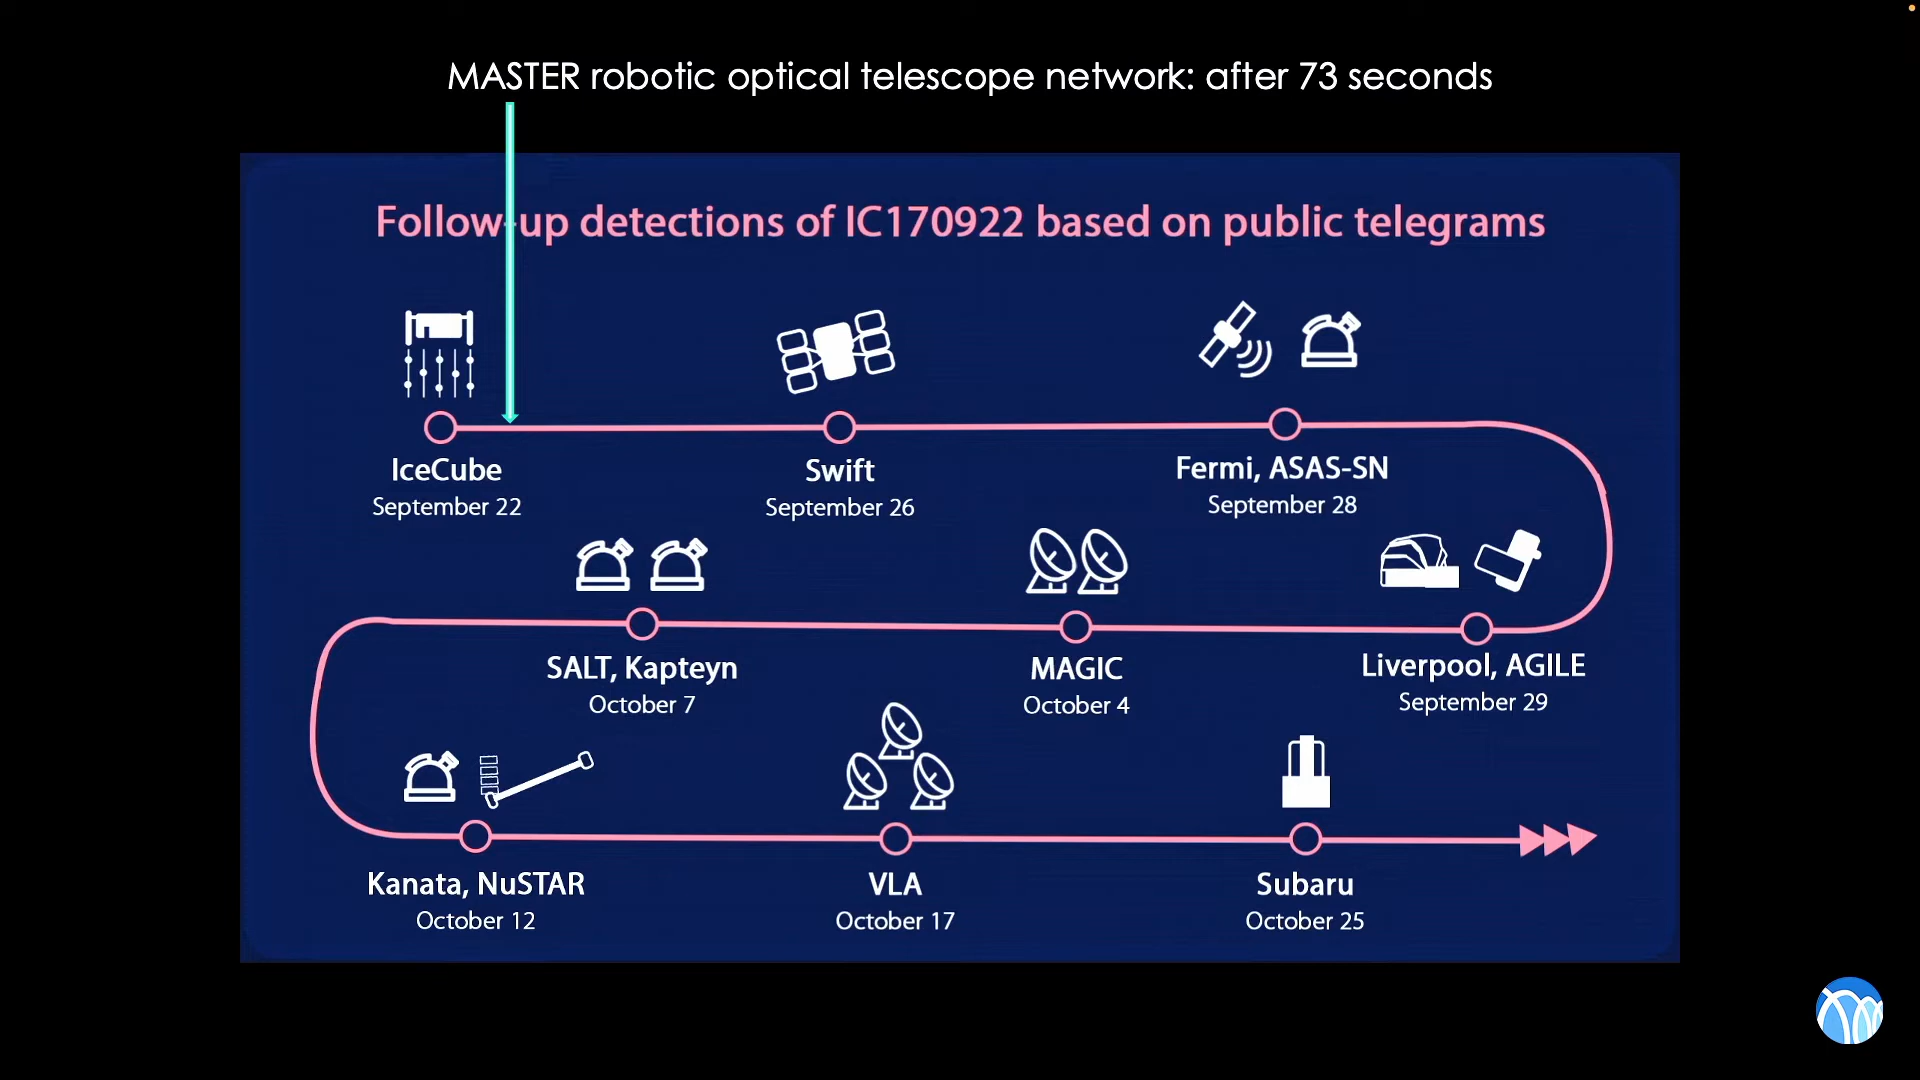 MASTER robotic optical telescope network: after 73 seconds
Follow-up detections of IC170922 based on public telegrams
IceCube
September 22
Swift
September 26
Fermi, ASAS-SN
September 28
Liverpool, AGILE
September 29
MAGIC
October 4
SALT, Kapteyn
October 7
Kanata, NuSTAR
October 12
VLA
October 17
Subaru
October 25